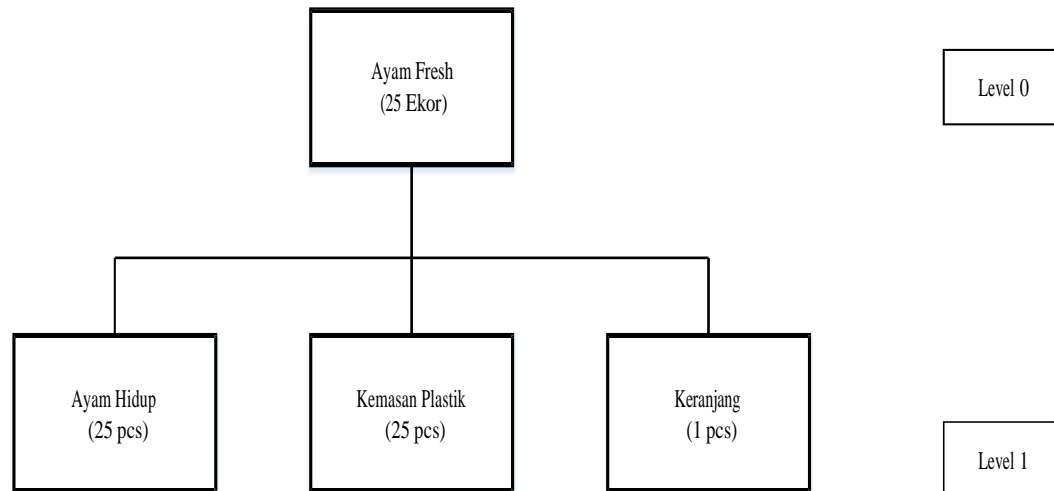 Ayam Fresh
(25 Ekor)
Level 0
Ayam Hidup
(25 pcs)
Kemasan Plastik
(25 pcs)
Keranjang
(1 pcs)
Level 1